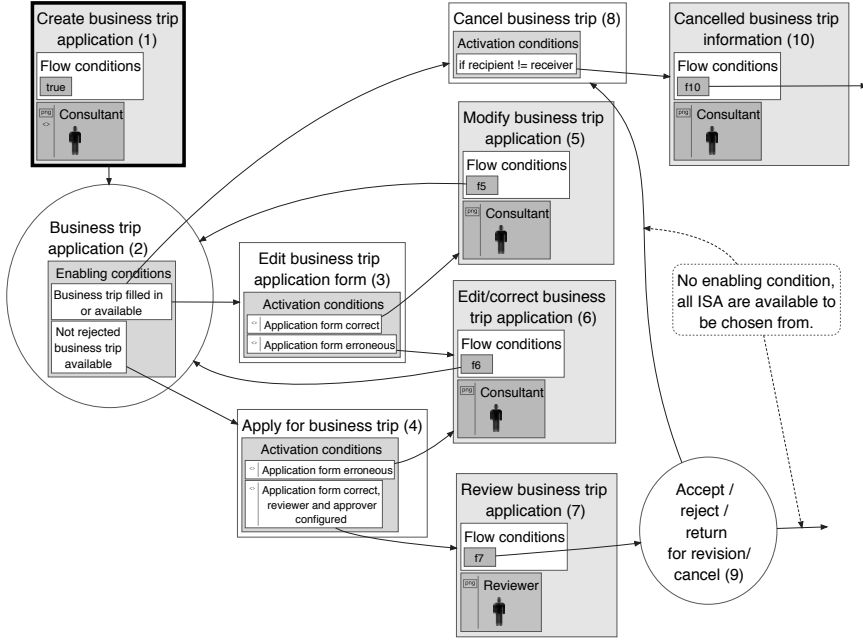 Create business trip
application (1)
Flow conditions
true
png
<>
Consultant
Business trip
application (2)
Enabling conditions
Business trip filled in
or available
Not rejected
business trip
available
Edit business trip
application form (3)
Activation conditions
<> Application form correct
<> Application form erroneous
Apply for business trip (4)
Activation conditions
<> Application form erroneous
<> Application form correct,
reviewer and approver
configured
Cancel business trip (8)
Activation conditions
if recipient != receiver
Modify business trip
application (5)
Flow conditions
f5
png
Consultant
Edit/correct business
trip application (6)
Flow conditions
f6
png
Consultant
Review business trip
application (7)
Flow conditions
f7
png
Reviewer
Cancelled business trip
information (10)
Flow conditions
f10
png
Consultant
No enabling condition,
all ISA are available to
be chosen from.
Accept /
reject /
return
for revision/
cancel (9)